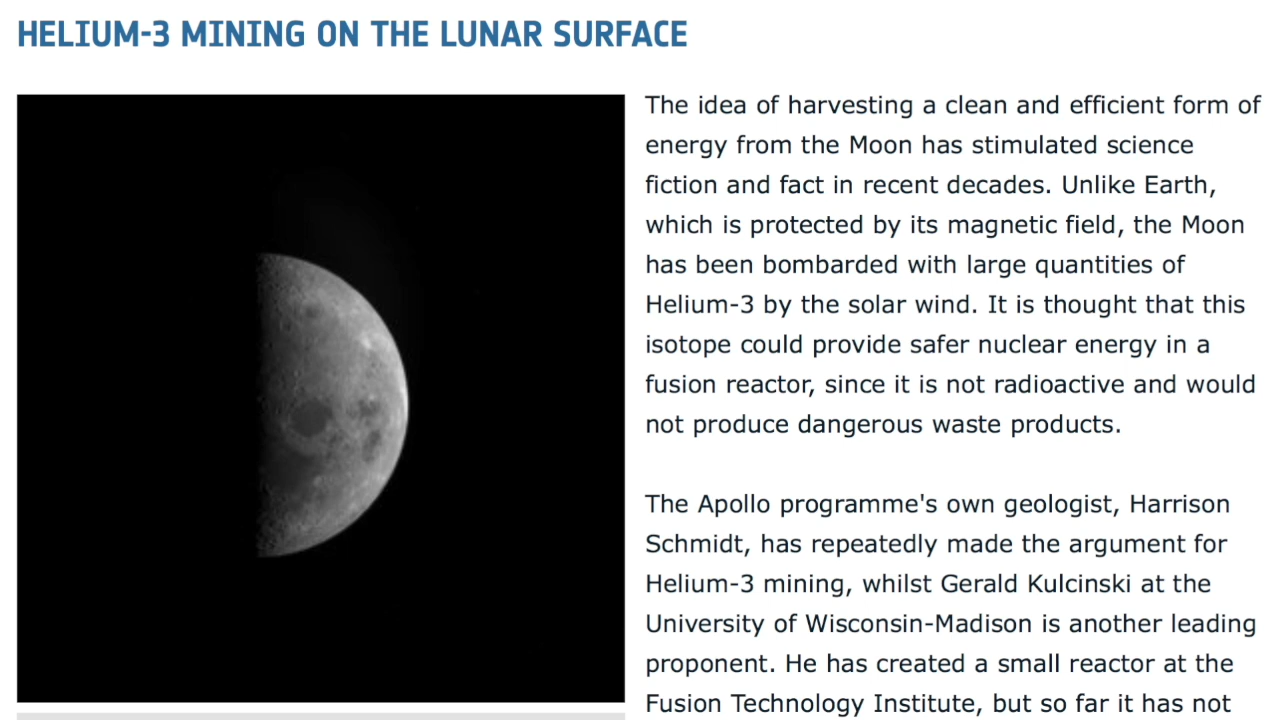 HELIUM-3 MINING ON THE LUNAR SURFACE
The idea of harvesting a clean and efficient form of
energy from the Moon has stimulated science
fiction and fact in recent decades. Unlike Earth,
which is protected by its magnetic field, the Moon
has been bombarded with large quantities of
Helium-3 by the solar wind. It is thought that this
isotope could provide safer nuclear energy in a
fusion reactor, since it is not radioactive and would
not produce dangerous waste products.
The Apollo programme's own geologist, Harrison
Schmidt, has repeatedly made the argument for
Helium-3 mining, whilst Gerald Kulcinski at the
University of Wisconsin-Madison is another leading
proponent. He has created a small reactor at the
Fusion Technology Institute, but so far it has not